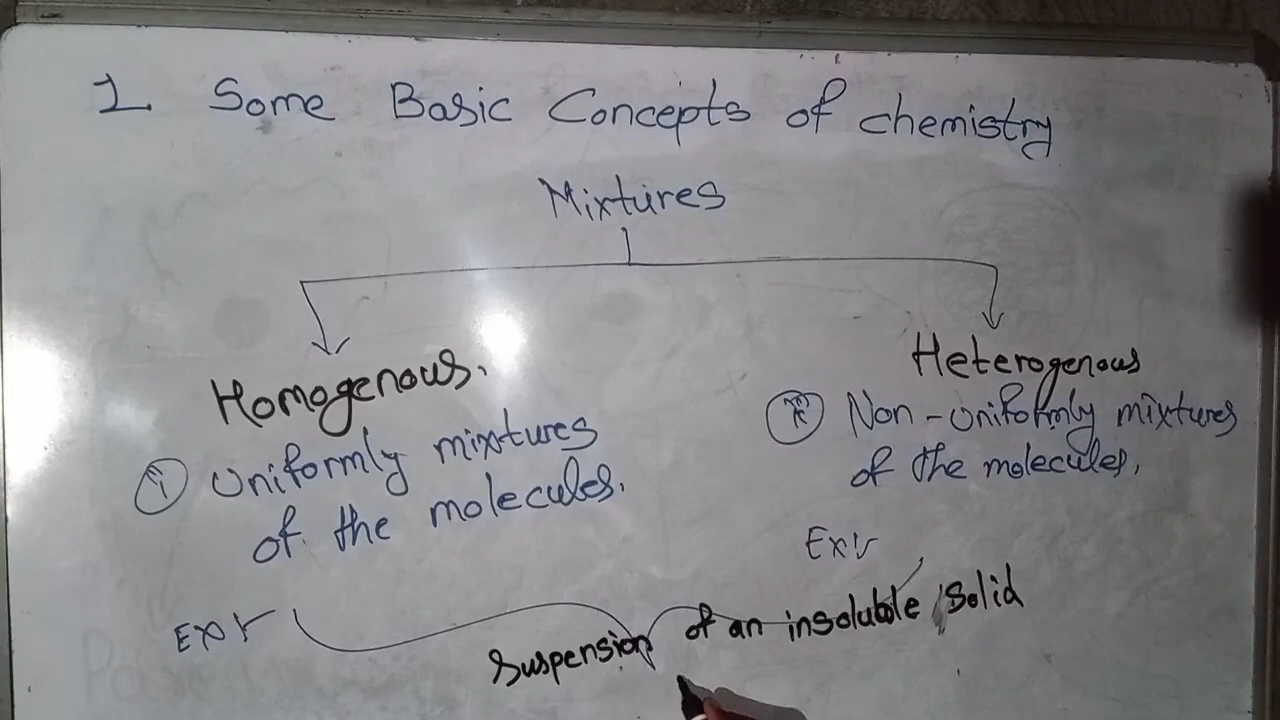 1. Some Basic Concepts of chemistry
Mixtures
Homogenous.
i Uniformly mixtures
of the molecules.
Ex:-
Heterogenous
Non-uniformly mixtures
of the molecules,
Ex:-
Suspension of an insoluble solid